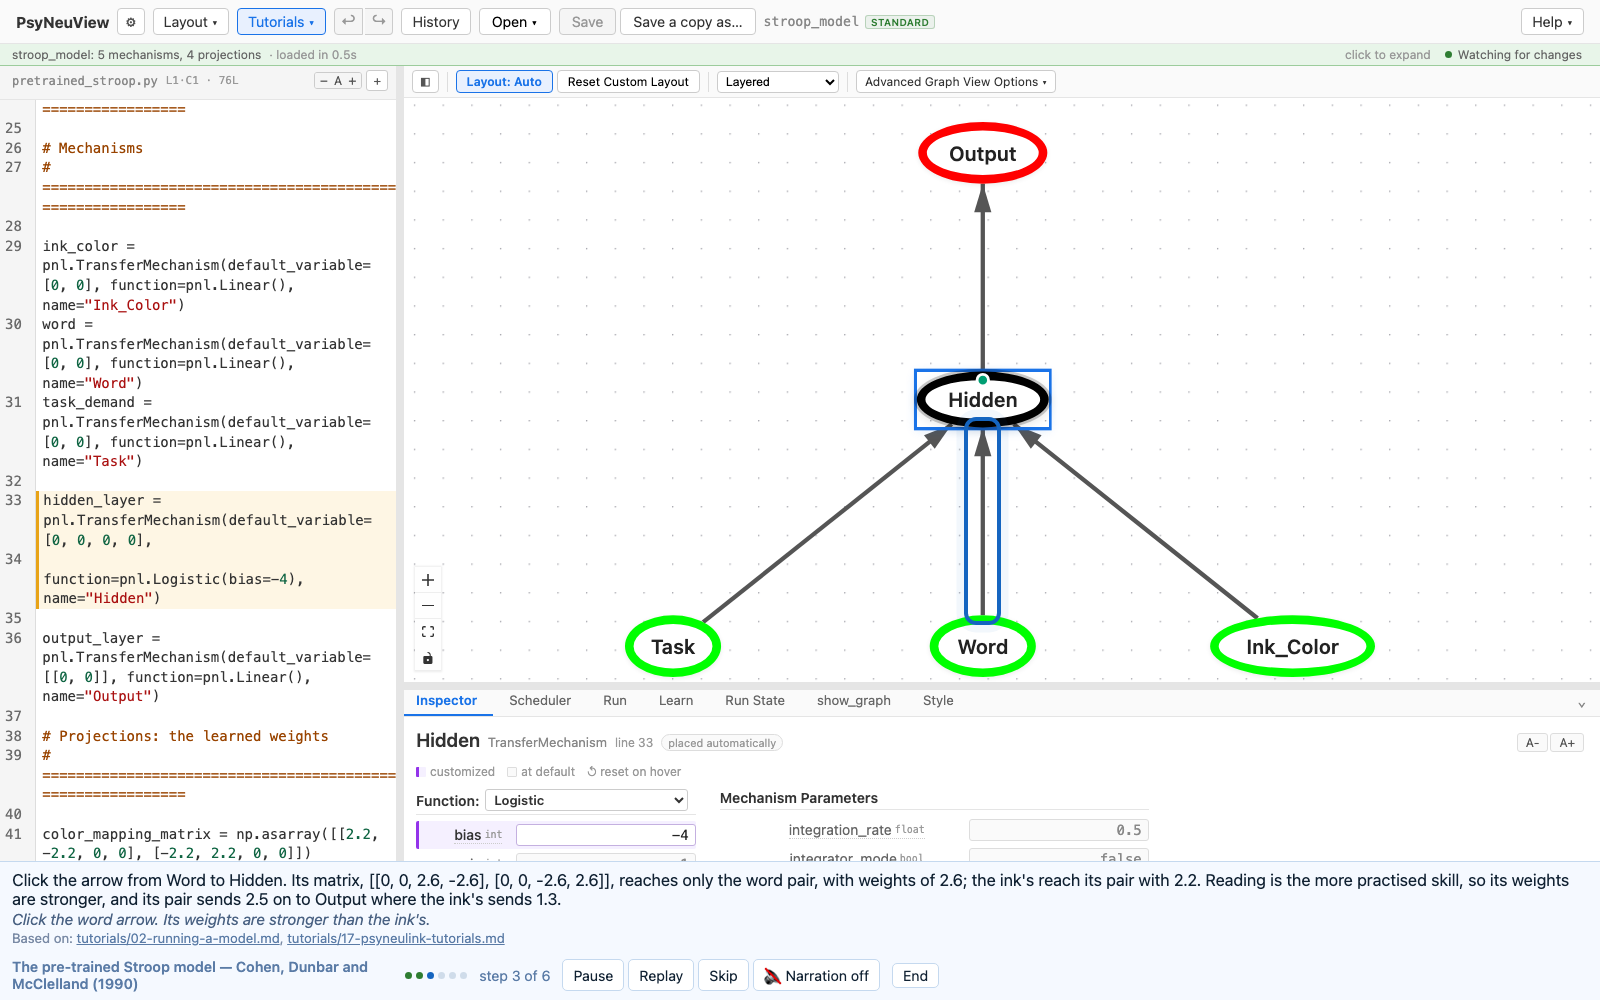 PsyNeuView ⚙ Layout ▾ Tutorials ▾ ↩ ↪ History Open ▾ Save Save a copy as... stroop_model STANDARD Help ▾
stroop_model: 5 mechanisms, 4 projections · loaded in 0.5s click to expand ● Watching for changes
pretrained_stroop.py L1:C1 · 76L − A + +
Layout: Auto Reset Custom Layout Layered Advanced Graph View Options ▾
=================
25
26 # Mechanisms
27 #
==========================================
=================
28
29 ink_color =
pnl.TransferMechanism(default_variable=
[0, 0], function=pnl.Linear(),
name="Ink_Color")
30 word =
pnl.TransferMechanism(default_variable=
[0, 0], function=pnl.Linear(),
name="Word")
31 task_demand =
pnl.TransferMechanism(default_variable=
[0, 0], function=pnl.Linear(),
name="Task")
32
33 hidden_layer =
pnl.TransferMechanism(default_variable=
[0, 0, 0, 0],
34
function=pnl.Logistic(bias=−4),
name="Hidden")
35
36 output_layer =
pnl.TransferMechanism(default_variable=
[[0, 0]], function=pnl.Linear(),
name="Output")
37
38 # Projections: the learned weights
39 #
==========================================
=================
40
41 color_mapping_matrix = np.asarray([[2.2,
−2.2, 0, 0], [−2.2, 2.2, 0, 0]])
Output
Hidden
Task Word Ink_Color
Inspector Scheduler Run Learn Run State show_graph Style
Hidden TransferMechanism line 33 placed automatically A- A+
customized at default reset on hover
Function: Logistic
bias int −4
Mechanism Parameters
integration_rate float 0.5
integrator_mode bool false
Click the arrow from Word to Hidden. Its matrix, [[0, 0, 2.6, -2.6], [0, 0, -2.6, 2.6]], reaches only the word pair, with weights of 2.6; the ink's reach its pair with 2.2. Reading is the more practised skill, so its weights
are stronger, and its pair sends 2.5 on to Output where the ink's sends 1.3.
Click the word arrow. Its weights are stronger than the ink's.
Based on: tutorials/02-running-a-model.md, tutorials/17-psyneulink-tutorials.md
The pre-trained Stroop model — Cohen, Dunbar and
McClelland (1990)
step 3 of 6 Pause Replay Skip Narration off End